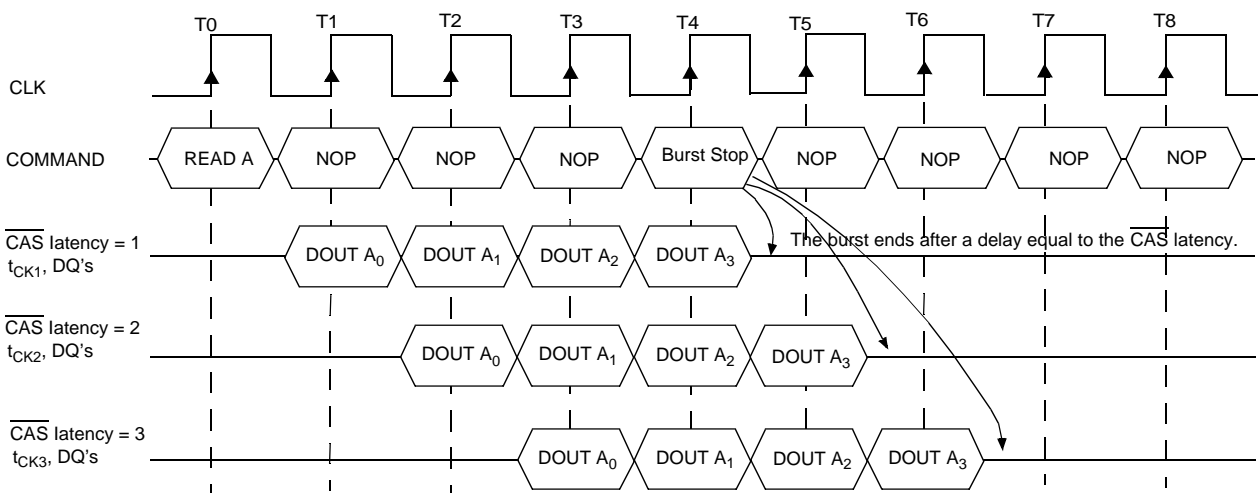 T0 T1 T2 T3 T4 T5 T6 T7 T8
CLK
COMMAND READ A NOP NOP NOP Burst Stop NOP NOP NOP NOP
CAS latency = 1
tCK1, DQ's
DOUT A0 DOUT A1 DOUT A2 DOUT A3
The burst ends after a delay equal to the CAS latency.
CAS latency = 2
tCK2, DQ's
DOUT A0 DOUT A1 DOUT A2 DOUT A3
CAS latency = 3
tCK3, DQ's
DOUT A0 DOUT A1 DOUT A2 DOUT A3